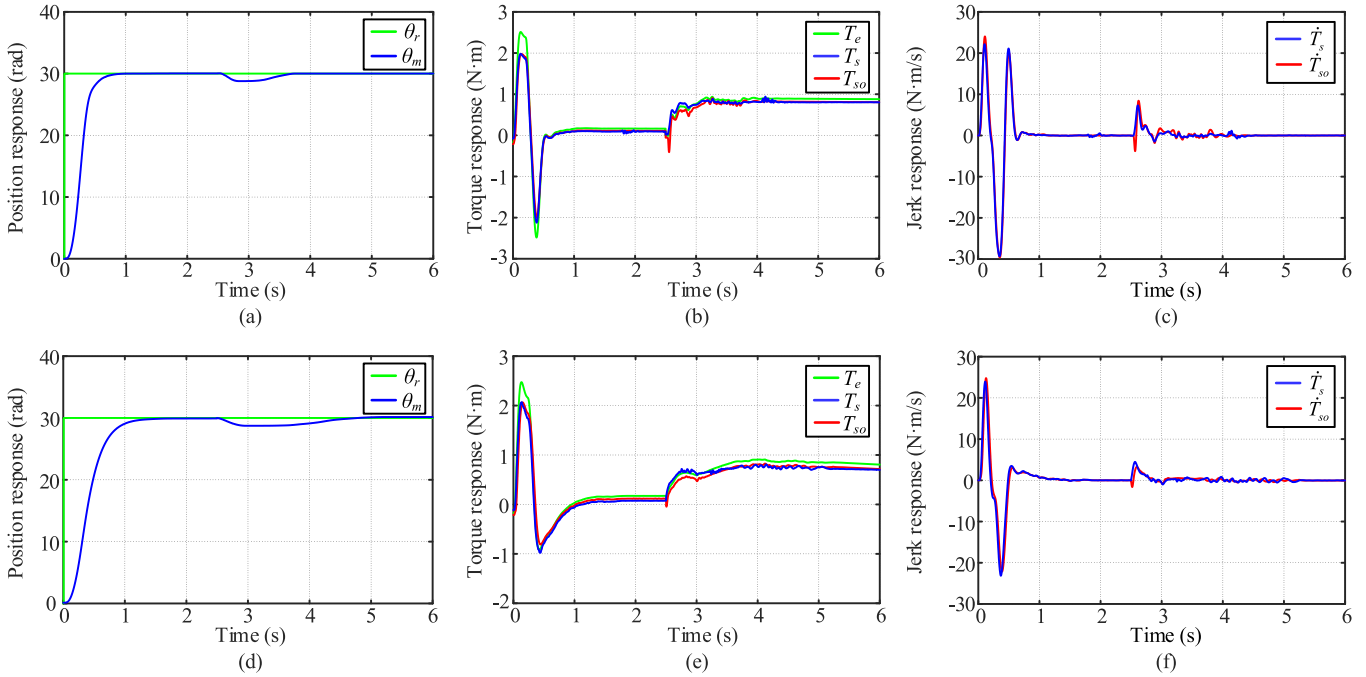 Position response (rad)
40
30
20
10
0
θr
θm
0 1 2 3 4 5 6
Time (s)
(a)
Torque response (N·m)
3
2
1
0
-1
-2
-3
Te
Ts
Tso
0 1 2 3 4 5 6
Time (s)
(b)
Jerk response (N·m/s)
30
20
10
0
-10
-20
-30
Ṫs
Ṫso
0 1 2 3 4 5 6
Time (s)
(c)
Position response (rad)
40
30
20
10
0
θr
θm
0 1 2 3 4 5 6
Time (s)
(d)
Torque response (N·m)
3
2
1
0
-1
-2
Te
Ts
Tso
0 1 2 3 4 5 6
Time (s)
(e)
Jerk response (N·m/s)
30
20
10
0
-10
-20
-30
Ṫs
Ṫso
0 1 2 3 4 5 6
Time (s)
(f)